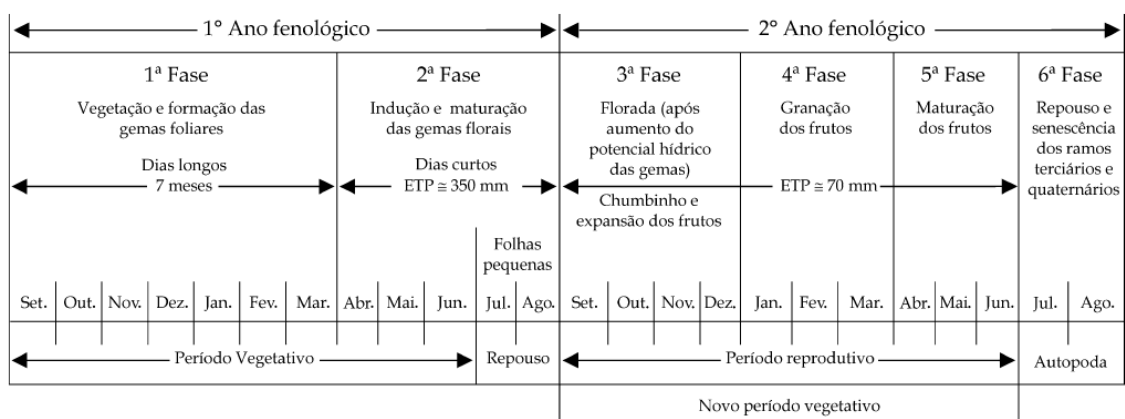 1º Ano fenológico
2º Ano fenológico
1ª Fase
Vegetação e formação das
gemas foliares
Dias longos
7 meses
2ª Fase
Indução e maturação
das gemas florais
Dias curtos
ETP ≅ 350 mm
Folhas
pequenas
3ª Fase
Florada (após
aumento do
potencial hídrico
das gemas)
Chumbinho e
expansão dos frutos
4ª Fase
Granação
dos frutos
ETP ≅ 70 mm
5ª Fase
Maturação
dos frutos
6ª Fase
Repouso e
senescência
dos ramos
terciários e
quaternários
Set. Out. Nov. Dez. Jan. Fev. Mar. Abr. Mai. Jun. Jul. Ago. Set. Out. Nov. Dez. Jan. Fev. Mar. Abr. Mai. Jun. Jul. Ago.
Período Vegetativo Repouso Período reprodutivo Autopoda
Novo período vegetativo